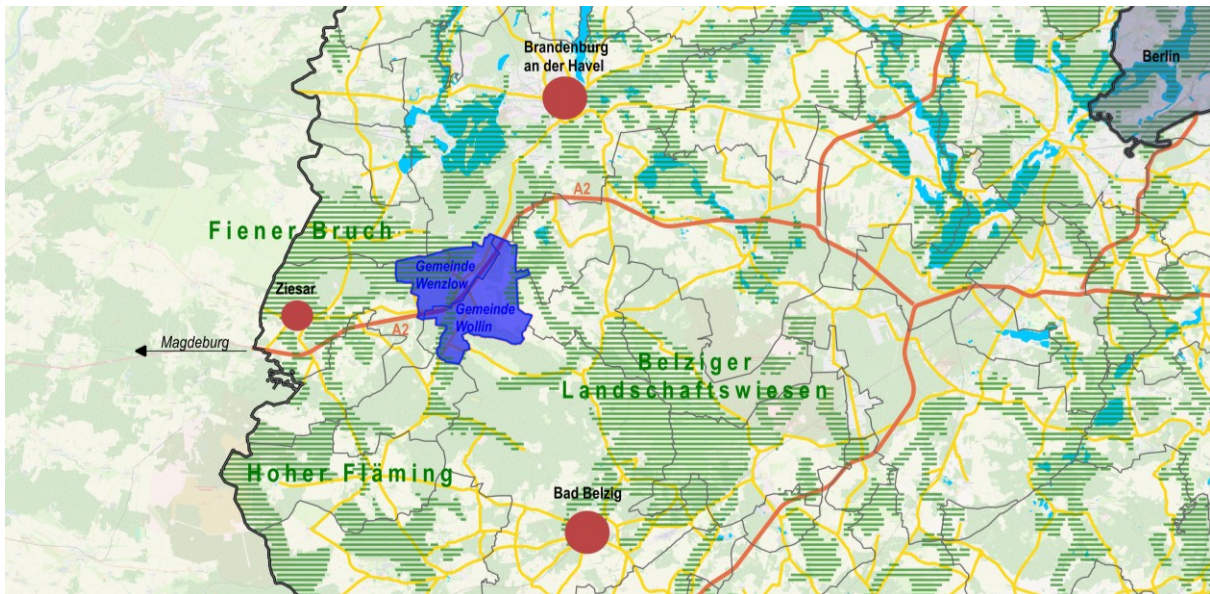 Brandenburg
an der Havel
Berlin
A2
Fiener Bruch
Gemeinde
Wenzlow
Ziesar
Gemeinde
Wollin
A2
Magdeburg
Belziger
Landschaftswiesen
Hoher Fläming
Bad Belzig